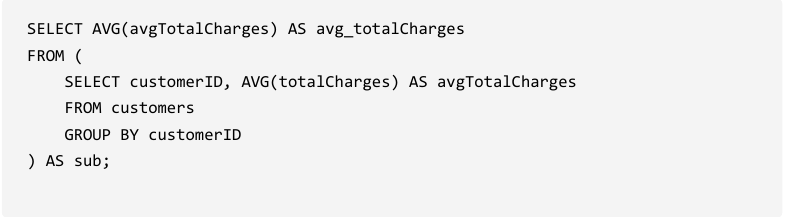 SELECT AVG(avgTotalCharges) AS avg_totalCharges
FROM (
    SELECT customerID, AVG(totalCharges) AS avgTotalCharges
    FROM customers
    GROUP BY customerID
) AS sub;